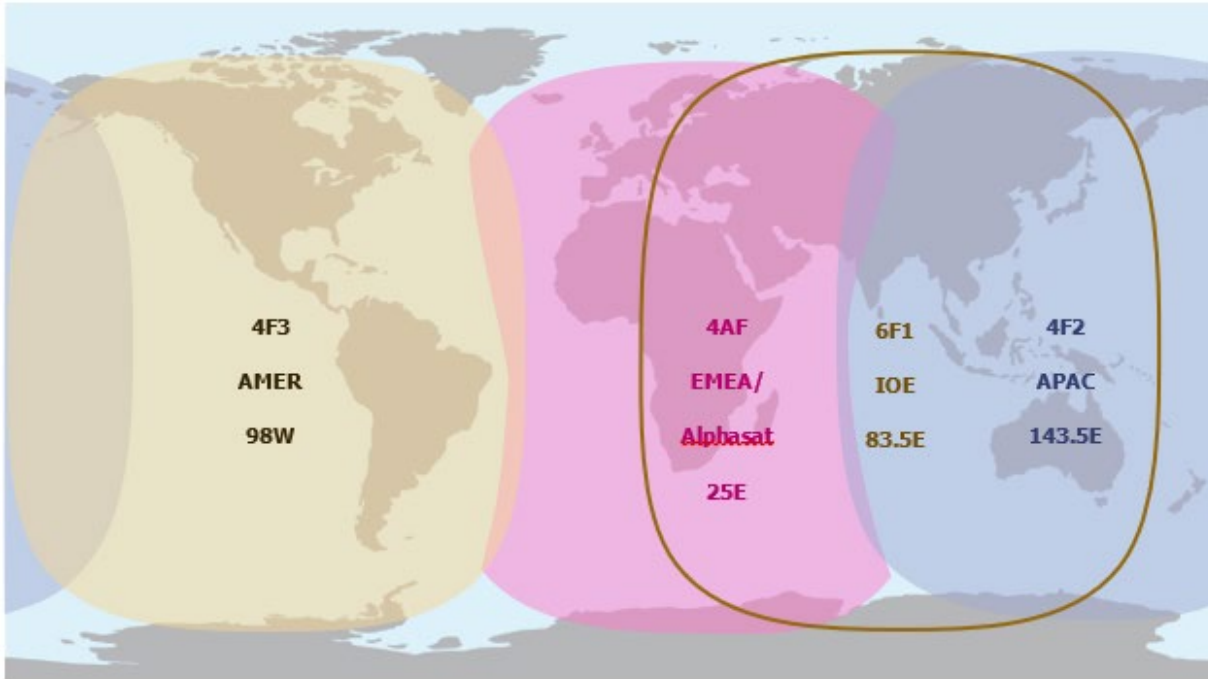 4F3
AMER
98W
4AF
EMEA/
Alphasat
25E
6F1
IOE
83.5E
4F2
APAC
143.5E